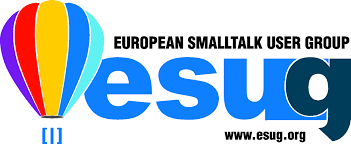 EUROPEAN SMALLTALK USER GROUP
esug
[|]
www.esug.org